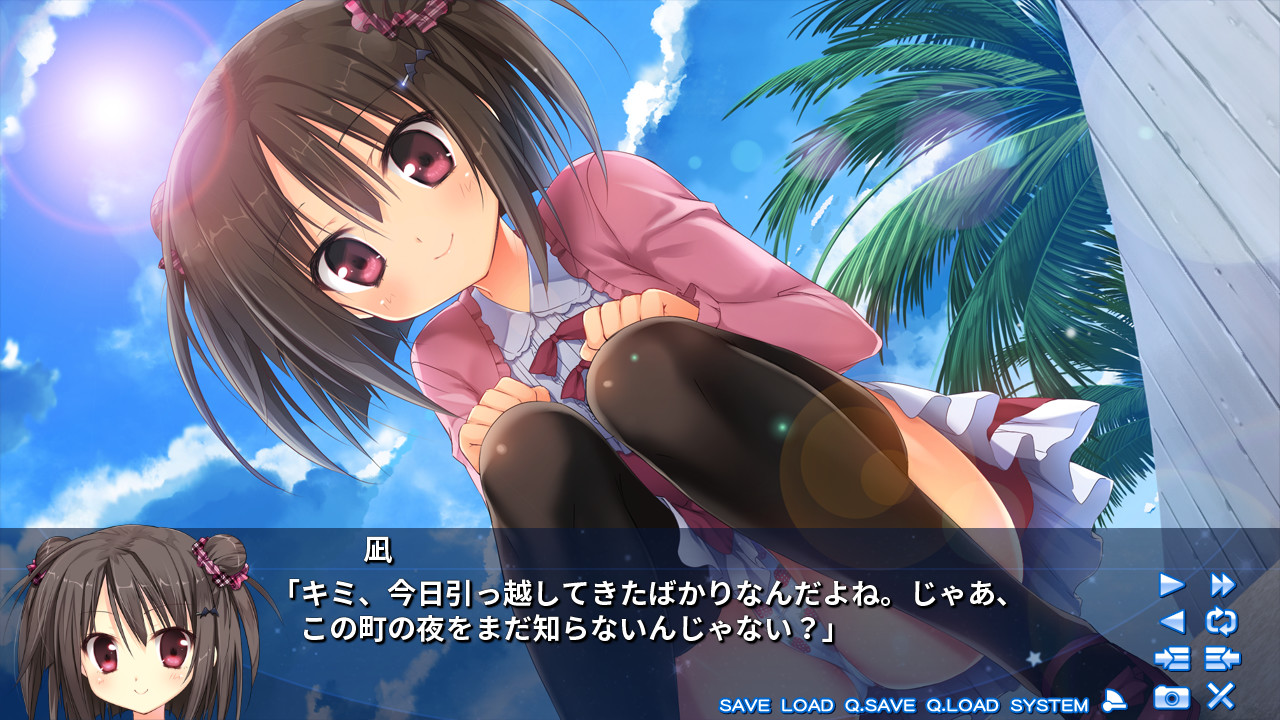 凪
「キミ、今日引っ越してきたばかりなんだよね。じゃあ、
この町の夜をまだ知らないんじゃない？」
SAVE LOAD Q.SAVE Q.LOAD SYSTEM